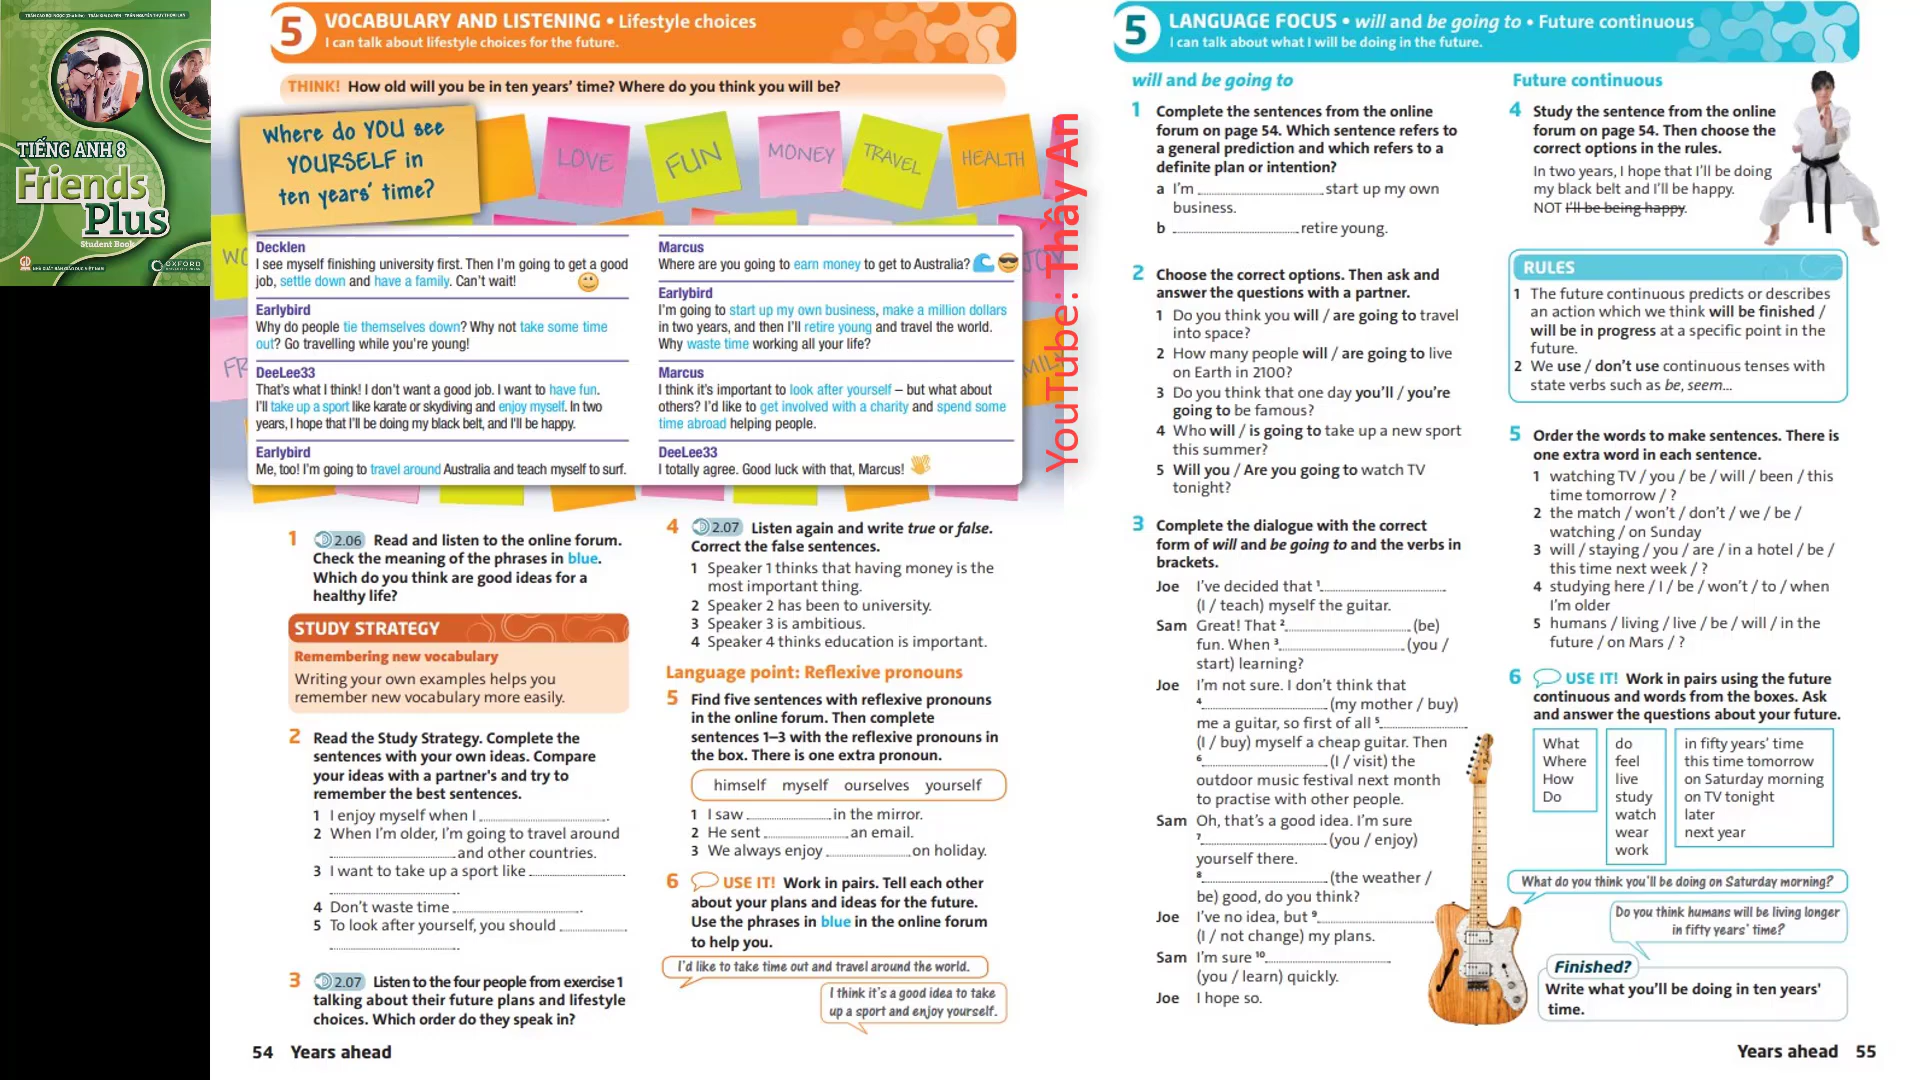 TRẦN CAO BỘI NGỌC (Chủ biên) - TRẦN KIM DUYÊN - TRẦN NGUYỄN THỤY THÙY LAN
TIẾNG ANH 8
Friends
Plus
Student Book
NHÀ XUẤT BẢN GIÁO DỤC VIỆT NAM
OXFORD
5
VOCABULARY AND LISTENING • Lifestyle choices
I can talk about lifestyle choices for the future.
THINK! How old will you be in ten years' time? Where do you think you will be?
Where do YOU see
YOURSELF in
ten years' time?
LOVE
FUN
MONEY
TRAVEL
HEALTH
WO
JOY
FR
MILY
Decklen
I see myself finishing university first. Then I'm going to get a good
job, settle down and have a family. Can't wait!
Earlybird
Why do people tie themselves down? Why not take some time
out? Go travelling while you're young!
DeeLee33
That's what I think! I don't want a good job. I want to have fun.
I'll take up a sport like karate or skydiving and enjoy myself. In two
years, I hope that I'll be doing my black belt, and I'll be happy.
Earlybird
Me, too! I'm going to travel around Australia and teach myself to surf.
Marcus
Where are you going to earn money to get to Australia?
Earlybird
I'm going to start up my own business, make a million dollars
in two years, and then I'll retire young and travel the world.
Why waste time working all your life?
Marcus
I think it's important to look after yourself – but what about
others? I'd like to get involved with a charity and spend some
time abroad helping people.
DeeLee33
I totally agree. Good luck with that, Marcus!
YouTube: Thầy An
1 2.06 Read and listen to the online forum.
Check the meaning of the phrases in blue.
Which do you think are good ideas for a
healthy life?
STUDY STRATEGY
Remembering new vocabulary
Writing your own examples helps you
remember new vocabulary more easily.
2 Read the Study Strategy. Complete the
sentences with your own ideas. Compare
your ideas with a partner's and try to
remember the best sentences.
1 I enjoy myself when I ....................
2 When I'm older, I'm going to travel around
.................... and other countries.
3 I want to take up a sport like ....................
....................
4 Don't waste time ....................
5 To look after yourself, you should ....................
....................
3 2.07 Listen to the four people from exercise 1
talking about their future plans and lifestyle
choices. Which order do they speak in?
4 2.07 Listen again and write true or false.
Correct the false sentences.
1 Speaker 1 thinks that having money is the
most important thing.
2 Speaker 2 has been to university.
3 Speaker 3 is ambitious.
4 Speaker 4 thinks education is important.
Language point: Reflexive pronouns
5 Find five sentences with reflexive pronouns
in the online forum. Then complete
sentences 1–3 with the reflexive pronouns in
the box. There is one extra pronoun.
himself myself ourselves yourself
1 I saw .................... in the mirror.
2 He sent .................... an email.
3 We always enjoy .................... on holiday.
6 USE IT! Work in pairs. Tell each other
about your plans and ideas for the future.
Use the phrases in blue in the online forum
to help you.
I'd like to take time out and travel around the world.
I think it's a good idea to take
up a sport and enjoy yourself.
54 Years ahead
5
LANGUAGE FOCUS • will and be going to • Future continuous
I can talk about what I will be doing in the future.
will and be going to
1 Complete the sentences from the online
forum on page 54. Which sentence refers to
a general prediction and which refers to a
definite plan or intention?
a I'm .................... start up my own
business.
b .................... retire young.
2 Choose the correct options. Then ask and
answer the questions with a partner.
1 Do you think you will / are going to travel
into space?
2 How many people will / are going to live
on Earth in 2100?
3 Do you think that one day you'll / you're
going to be famous?
4 Who will / is going to take up a new sport
this summer?
5 Will you / Are you going to watch TV
tonight?
3 Complete the dialogue with the correct
form of will and be going to and the verbs in
brackets.
Joe I've decided that 1....................
(I / teach) myself the guitar.
Sam Great! That 2.................... (be)
fun. When 3.................... (you /
start) learning?
Joe I'm not sure. I don't think that
4.................... (my mother / buy)
me a guitar, so first of all 5....................
(I / buy) myself a cheap guitar. Then
6.................... (I / visit) the
outdoor music festival next month
to practise with other people.
Sam Oh, that's a good idea. I'm sure
7.................... (you / enjoy)
yourself there.
8.................... (the weather /
be) good, do you think?
Joe I've no idea, but 9....................
(I / not change) my plans.
Sam I'm sure 10....................
(you / learn) quickly.
Joe I hope so.
Future continuous
4 Study the sentence from the online
forum on page 54. Then choose the
correct options in the rules.
In two years, I hope that I'll be doing
my black belt and I'll be happy.
NOT I'll be being happy.
RULES
1 The future continuous predicts or describes
an action which we think will be finished /
will be in progress at a specific point in the
future.
2 We use / don't use continuous tenses with
state verbs such as be, seem...
5 Order the words to make sentences. There is
one extra word in each sentence.
1 watching TV / you / be / will / been / this
time tomorrow / ?
2 the match / won't / don't / we / be /
watching / on Sunday
3 will / staying / you / are / in a hotel / be /
this time next week / ?
4 studying here / I / be / won't / to / when
I'm older
5 humans / living / live / be / will / in the
future / on Mars / ?
6 USE IT! Work in pairs using the future
continuous and words from the boxes. Ask
and answer the questions about your future.
What
Where
How
Do
do
feel
live
study
watch
wear
work
in fifty years' time
this time tomorrow
on Saturday morning
on TV tonight
later
next year
What do you think you'll be doing on Saturday morning?
Do you think humans will be living longer
in fifty years' time?
Finished?
Write what you'll be doing in ten years'
time.
Years ahead 55